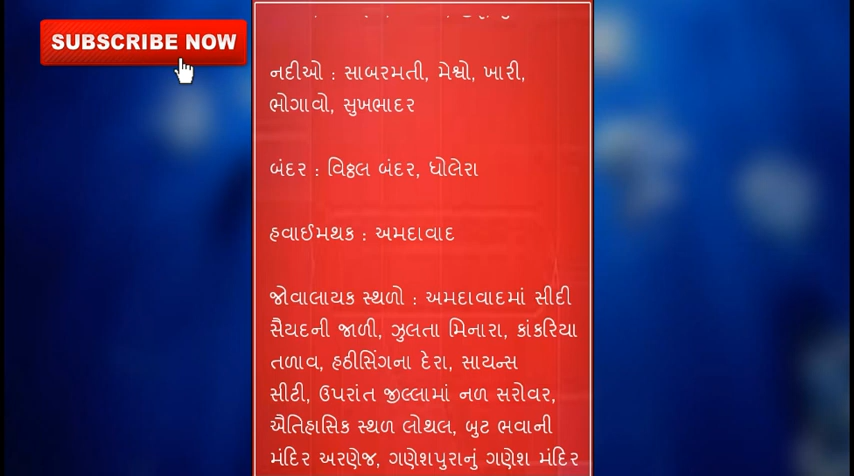 SUBSCRIBE NOW
નદીઓ : સાબરમતી, મેશ્વો, ખારી,
ભોગાવો, સુખભાદર
બંદર : વિઠ્ઠલ બંદર, ધોલેરા
હવાઈમથક : અમદાવાદ
જોવાલાયક સ્થળો : અમદાવાદમાં સીદી
સૈયદની જાળી, ઝુલતા મિનારા, કાંકરિયા
તળાવ, હઠીસિંગના દેરા, સાયન્સ
સીટી, ઉપરાંત જીલ્લામાં નળ સરોવર,
ઐતિહાસિક સ્થળ લોથલ, બુટ ભવાની
મંદિર અરણેજ, ગણેશપુરાનું ગણેશ મંદિર